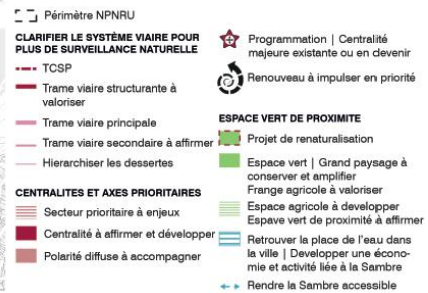 Périmètre NPNRU
CLARIFIER LE SYSTÈME VIAIRE POUR
PLUS DE SURVEILLANCE NATURELLE
TCSP
Trame viaire structurante à
valoriser
Trame viaire principale
Trame viaire secondaire à affirmer
Hierarchiser les dessertes
CENTRALITES ET AXES PRIORITAIRES
Secteur prioritaire à enjeux
Centralité à affirmer et développer
Polarité diffuse à accompagner
Programmation | Centralité
majeure existante ou en devenir
Renouveau à impulser en priorité
ESPACE VERT DE PROXIMITE
Projet de renaturalisation
Espace vert | Grand paysage à
conserver et amplifier
Frange agricole à valoriser
Espace agricole à developper
Espave vert de proximité à affirmer
Retrouver la place de l'eau dans
la ville | Developper une écono-
mie et activité liée à la Sambre
Rendre la Sambre accessible